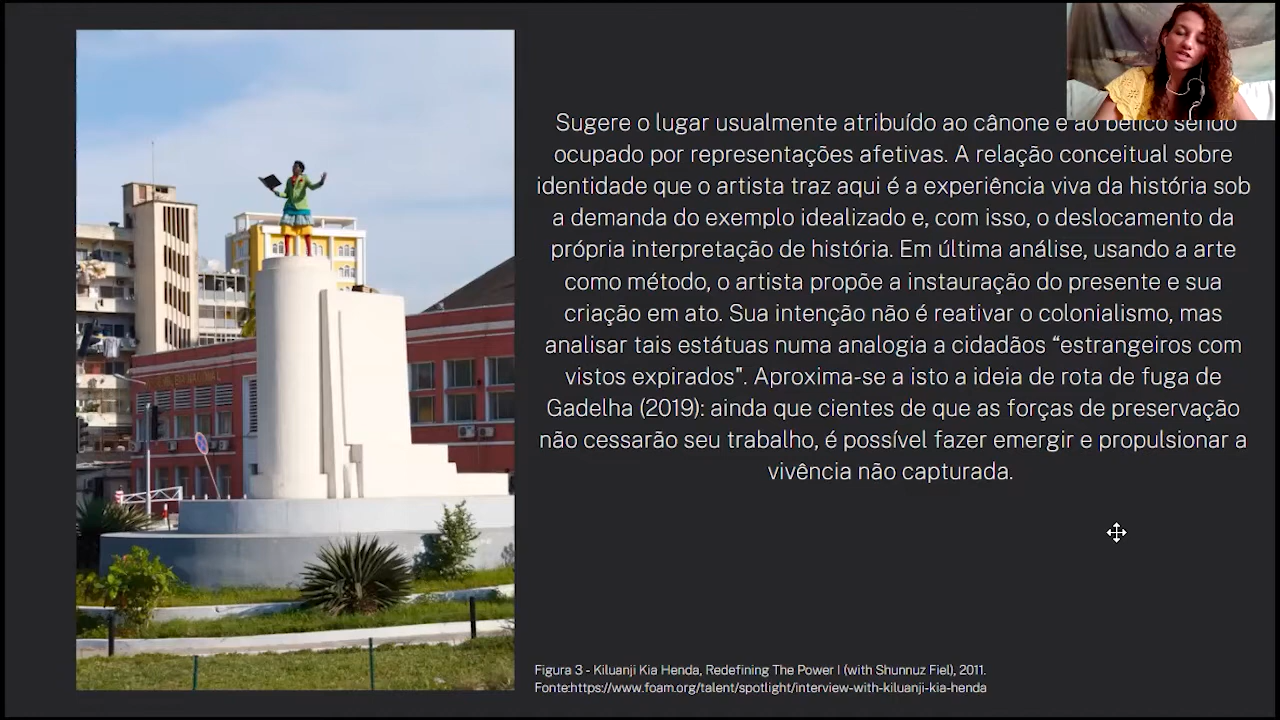 Sugere o lugar usualmente atribuído ao cânone e ao bélico sendo
ocupado por representações afetivas. A relação conceitual sobre
identidade que o artista traz aqui é a experiência viva da história sob
a demanda do exemplo idealizado e, com isso, o deslocamento da
própria interpretação de história. Em última análise, usando a arte
como método, o artista propõe a instauração do presente e sua
criação em ato. Sua intenção não é reativar o colonialismo, mas
analisar tais estátuas numa analogia a cidadãos “estrangeiros com
vistos expirados". Aproxima-se a isto a ideia de rota de fuga de
Gadelha (2019): ainda que cientes de que as forças de preservação
não cessarão seu trabalho, é possível fazer emergir e propulsionar a
vivência não capturada.
Figura 3 - Kiluanji Kia Henda, Redefining The Power I (with Shunnuz Fiel), 2011.
Fonte:https://www.foam.org/talent/spotlight/interview-with-kiluanji-kia-henda